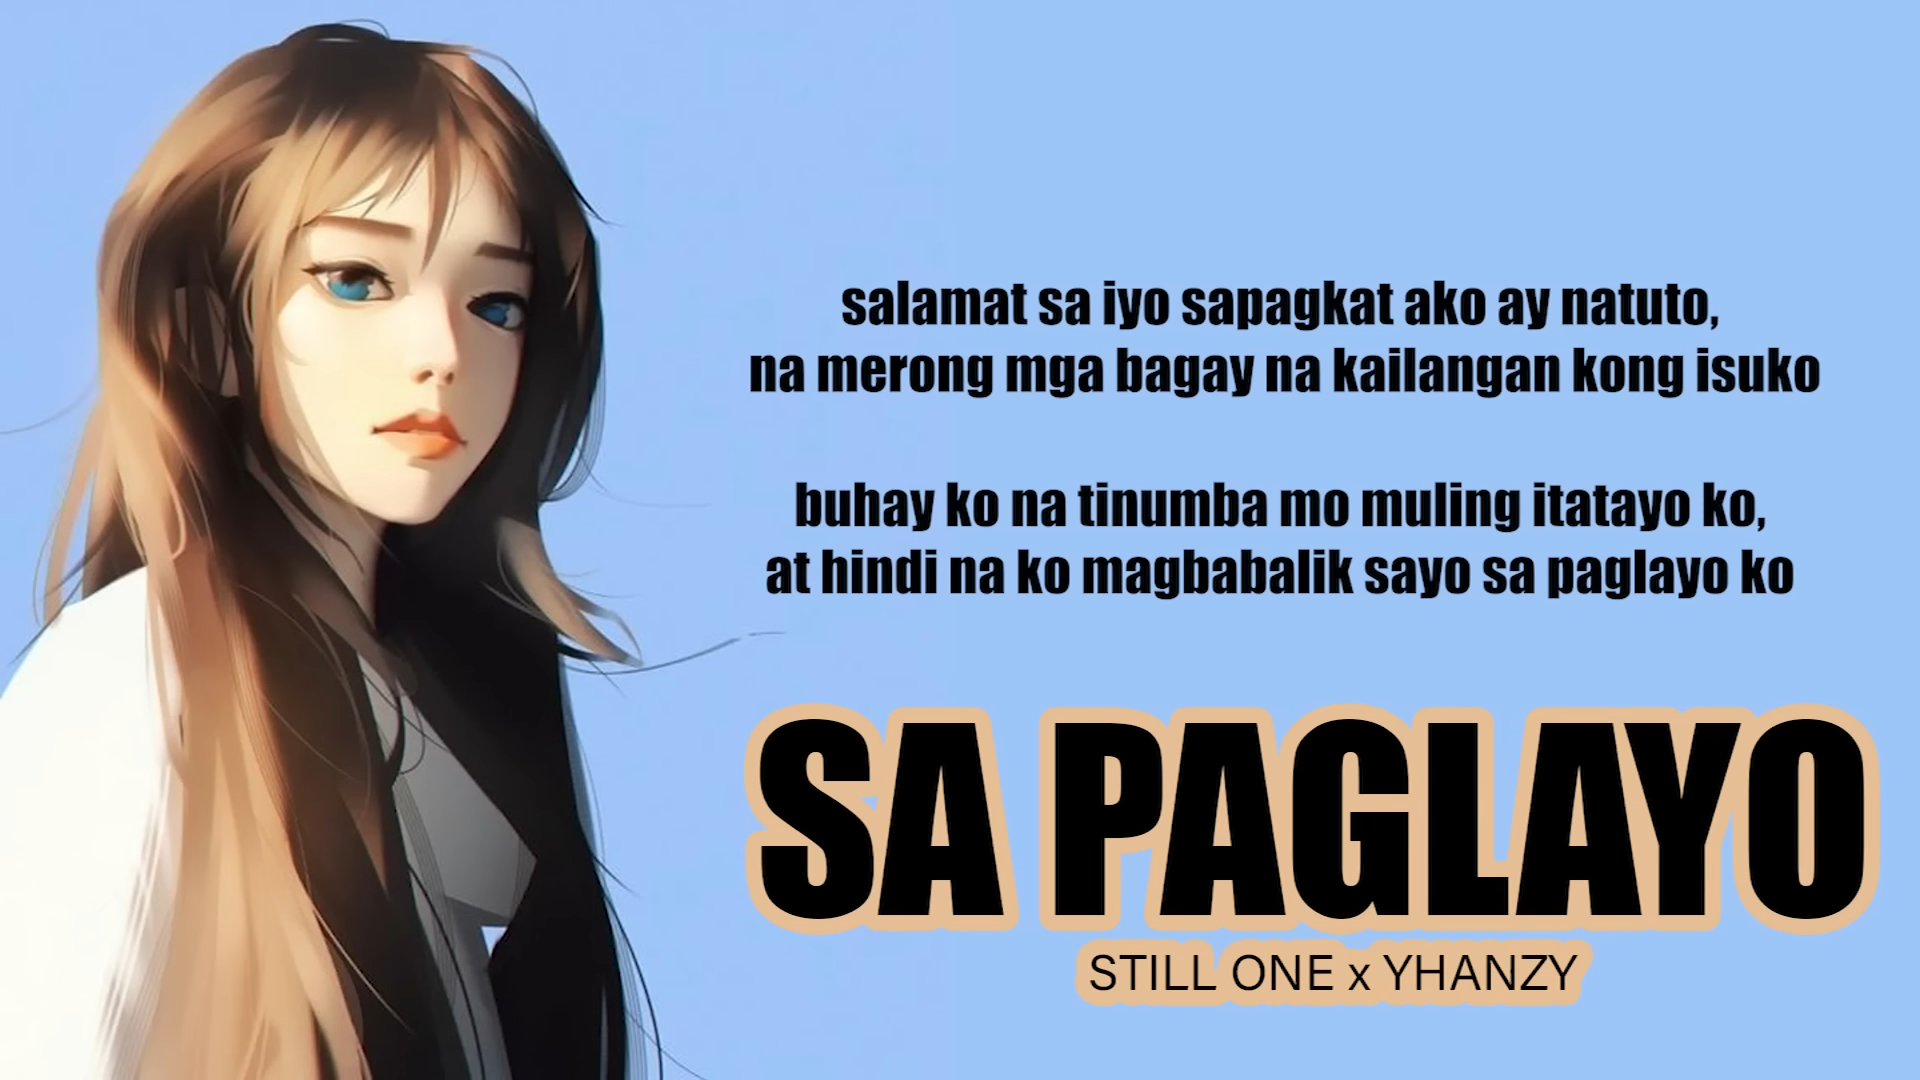 salamat sa iyo sapagkat ako ay natuto,
na merong mga bagay na kailangan kong isuko
buhay ko na tinumba mo muling itatayo ko,
at hindi na ko magbabalik sayo sa paglayo ko
SA PAGLAYO
STILL ONE x YHANZY